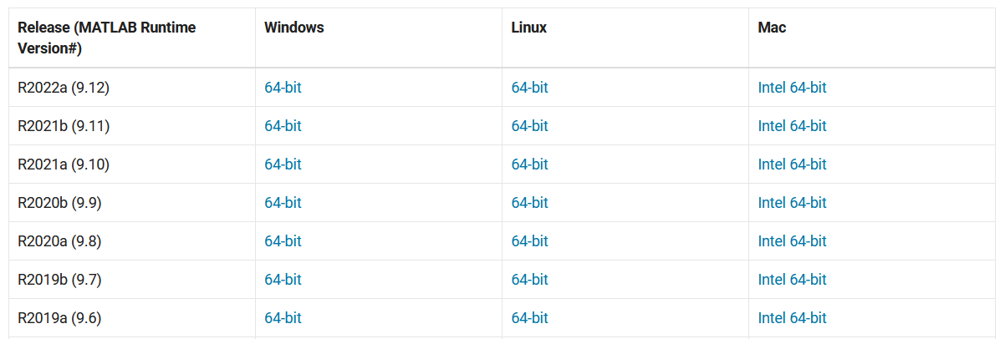 Release (MATLAB Runtime Version#) Windows Linux Mac
R2022a (9.12) 64-bit 64-bit Intel 64-bit
R2021b (9.11) 64-bit 64-bit Intel 64-bit
R2021a (9.10) 64-bit 64-bit Intel 64-bit
R2020b (9.9) 64-bit 64-bit Intel 64-bit
R2020a (9.8) 64-bit 64-bit Intel 64-bit
R2019b (9.7) 64-bit 64-bit Intel 64-bit
R2019a (9.6) 64-bit 64-bit Intel 64-bit